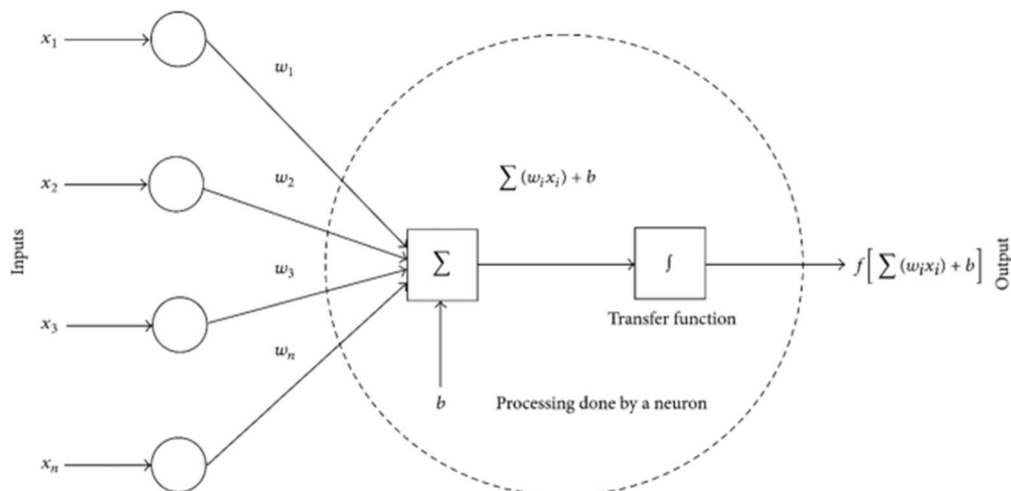 Inputs
x₁
x₂
x₃
xₙ
w₁
w₂
w₃
wₙ
∑ (wᵢxᵢ) + b
∑
b
∫
Transfer function
Processing done by a neuron
f[∑ (wᵢxᵢ) + b]
Output